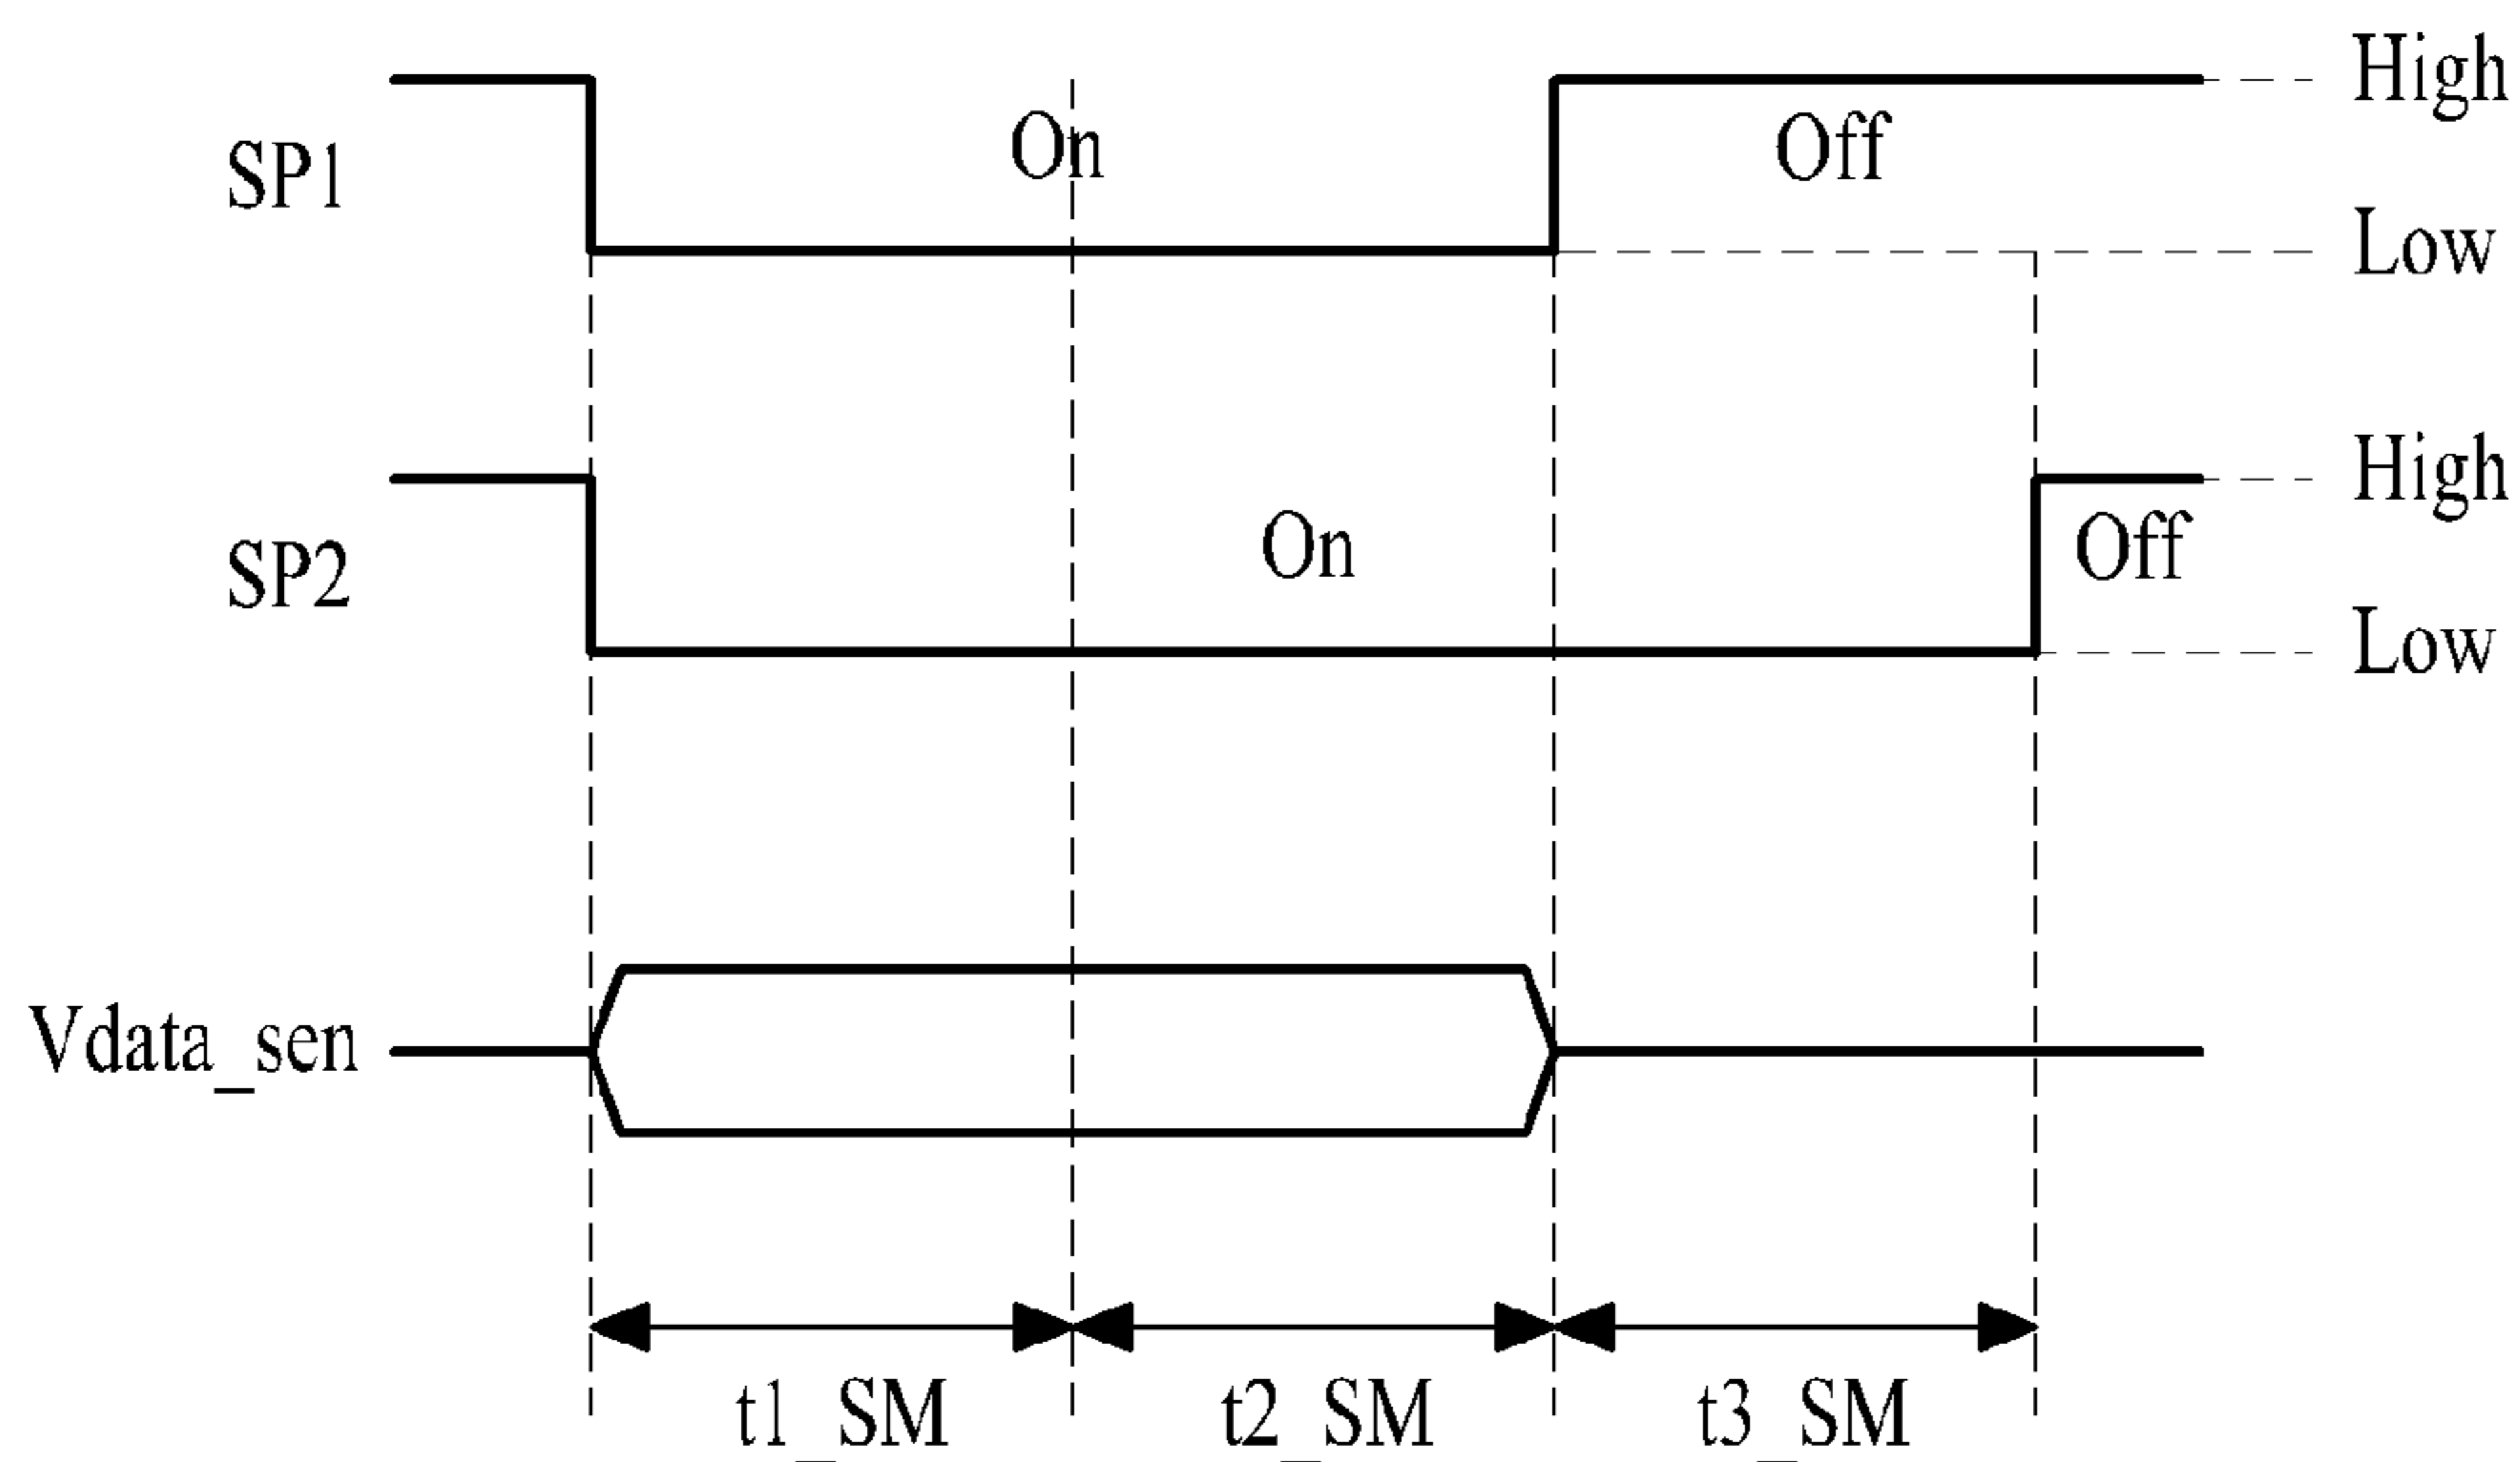 High
On
Off
SP1
Low
High
On
Off
SP2
Low
Vdata_sen
t1_SM
t2_SM
t3_SM